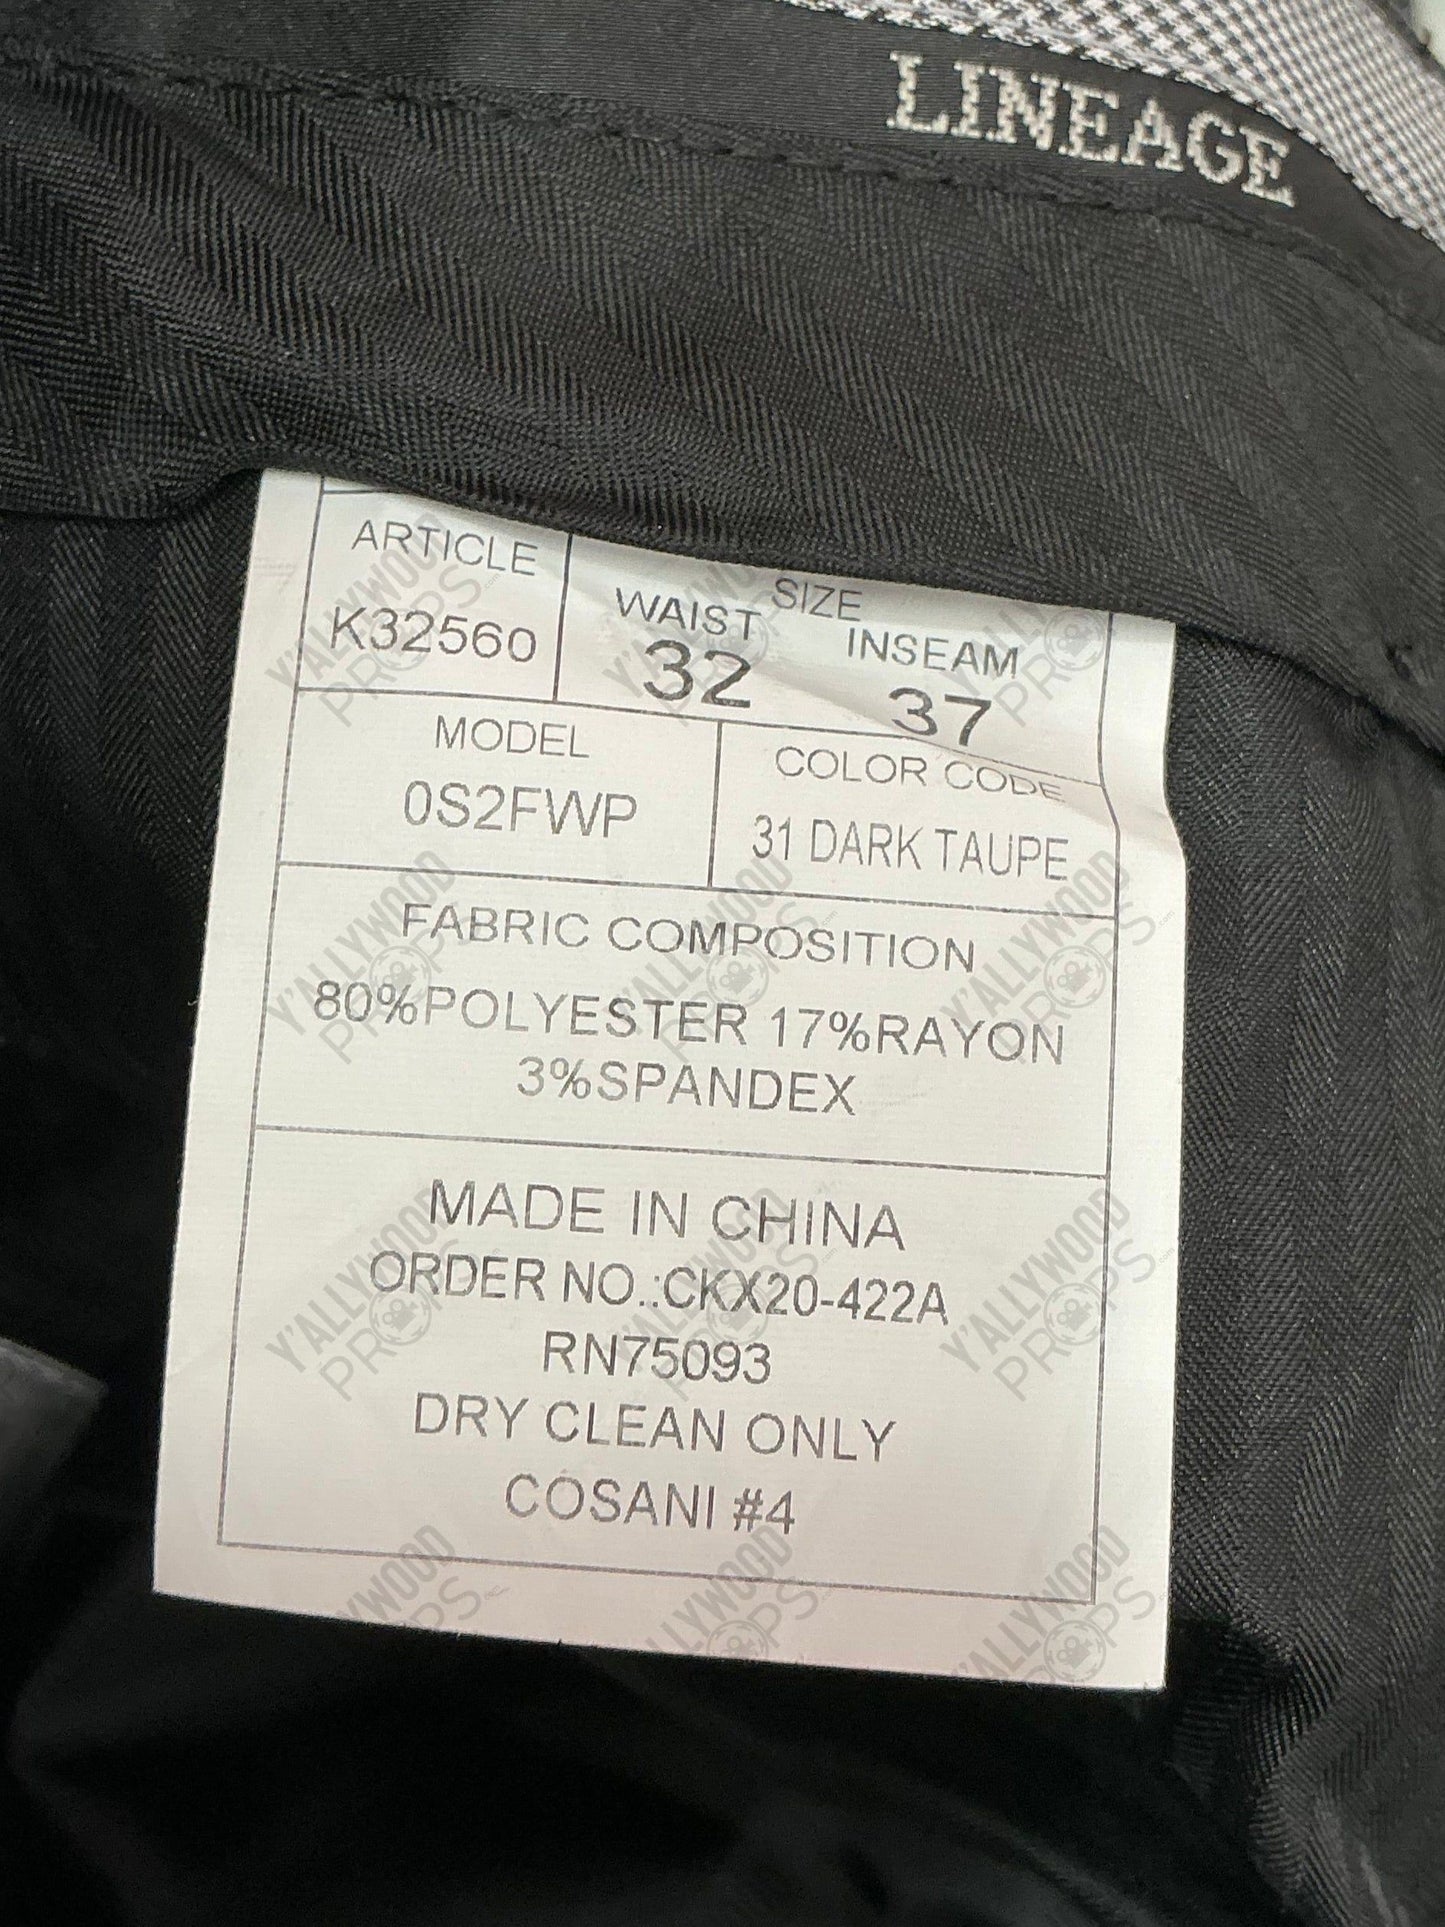 LINEAGE
ARTICLE
K32560
SIZE
WAIST INSEAM
32 37
MODEL
0S2FWP
COLOR CODE
31 DARK TAUPE
FABRIC COMPOSITION
80%POLYESTER 17%RAYON
3%SPANDEX
MADE IN CHINA
ORDER NO.:CKX20-422A
RN75093
DRY CLEAN ONLY
COSANI #4
Y'ALLYWOOD
PROPS.com